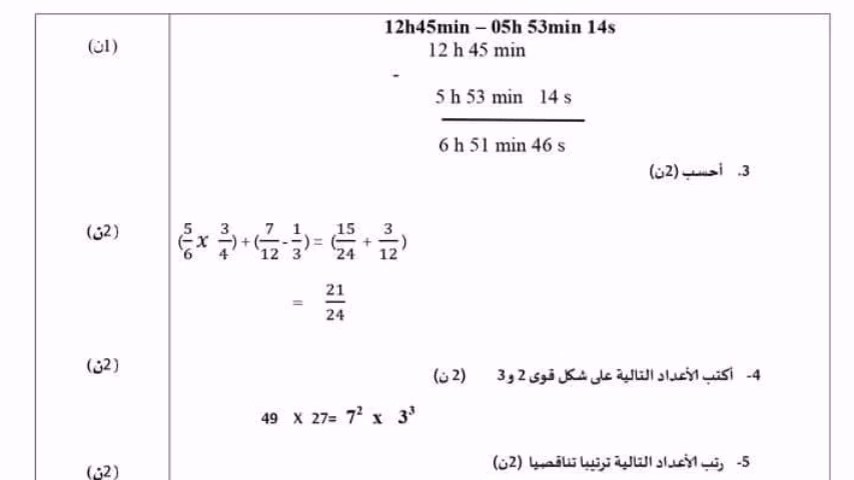 12h45min – 05h 53min 14s
(1ن)
12 h 45 min
-
5 h 53 min 14 s
6 h 51 min 46 s
3. أحسب (2ن)
(2ن)
(5/6 x 3/4) + (7/12 - 1/3) = (15/24 + 3/12)
= 21/24
(2ن)
4- أكتب الأعداد التالية على شكل قوى 2 و 3 (2 ن)
49 X 27= 7² x 3³
5- رتب الأعداد التالية ترتيبا تناقصيا (2ن)
(2ن)